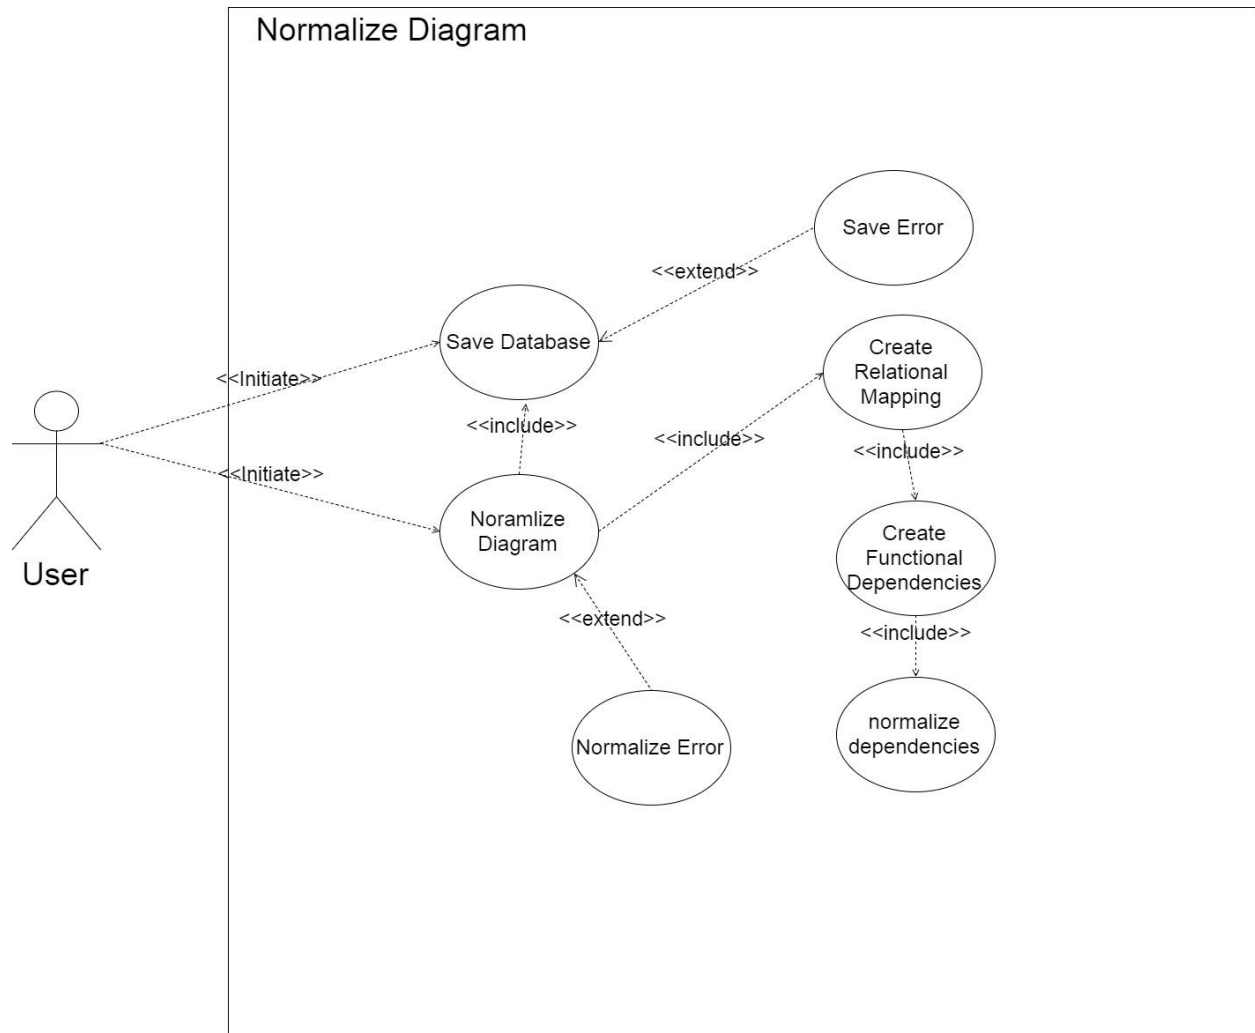 Normalize Diagram
Save Error
<<extend>>
Save Database
Create
Relational
Mapping
<<Initiate>>
<<include>>
<<include>>
<<include>>
<<Initiate>>
Noramlize
Diagram
Create
Functional
Dependencies
User
<<extend>>
<<include>>
Normalize Error
normalize
dependencies